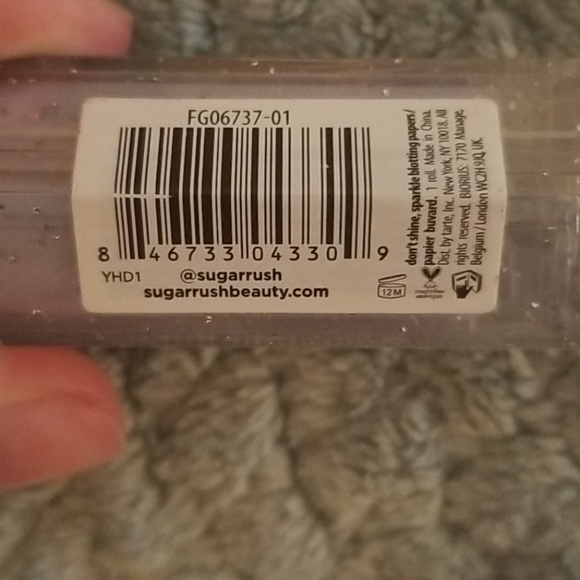 FG06737-01
8 46733 04330 9
YHD1
@sugarrush
sugarrushbeauty.com
12M
don't shine, sparkle blotting papers/
papier buvard. 1 roll. Made in China.
Dist. by tarte, Inc. New York, NY 10018. All
rights reserved. BIORIUS: 7170 Manage,
Belgium / London WC2H 9JQ, UK.